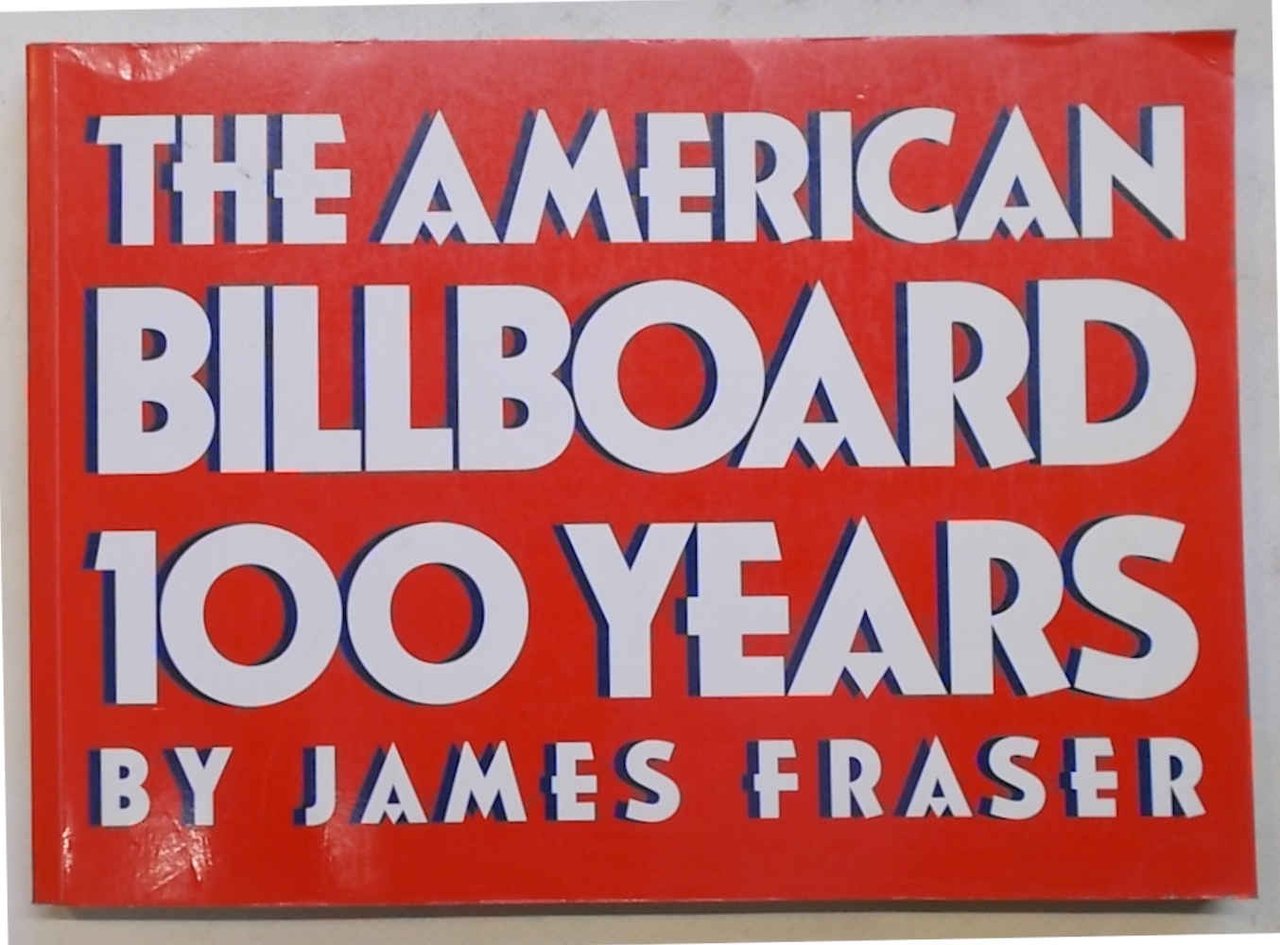 THE AMERICAN
BILLBOARD
100 YEARS
BY JAMES FRASER